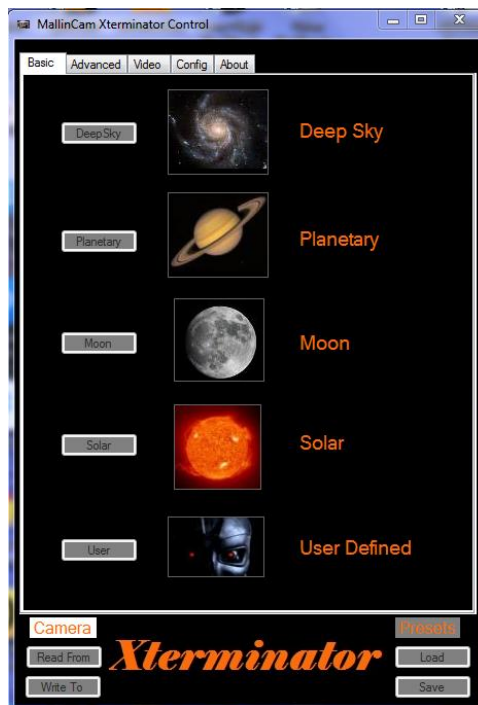 MallinCam Xterminator Control
Basic Advanced Video Config About
DeepSky Deep Sky
Planetary Planetary
Moon Moon
Solar Solar
User User Defined
Camera Presets
Xterminator
Read From Load
Write To Save